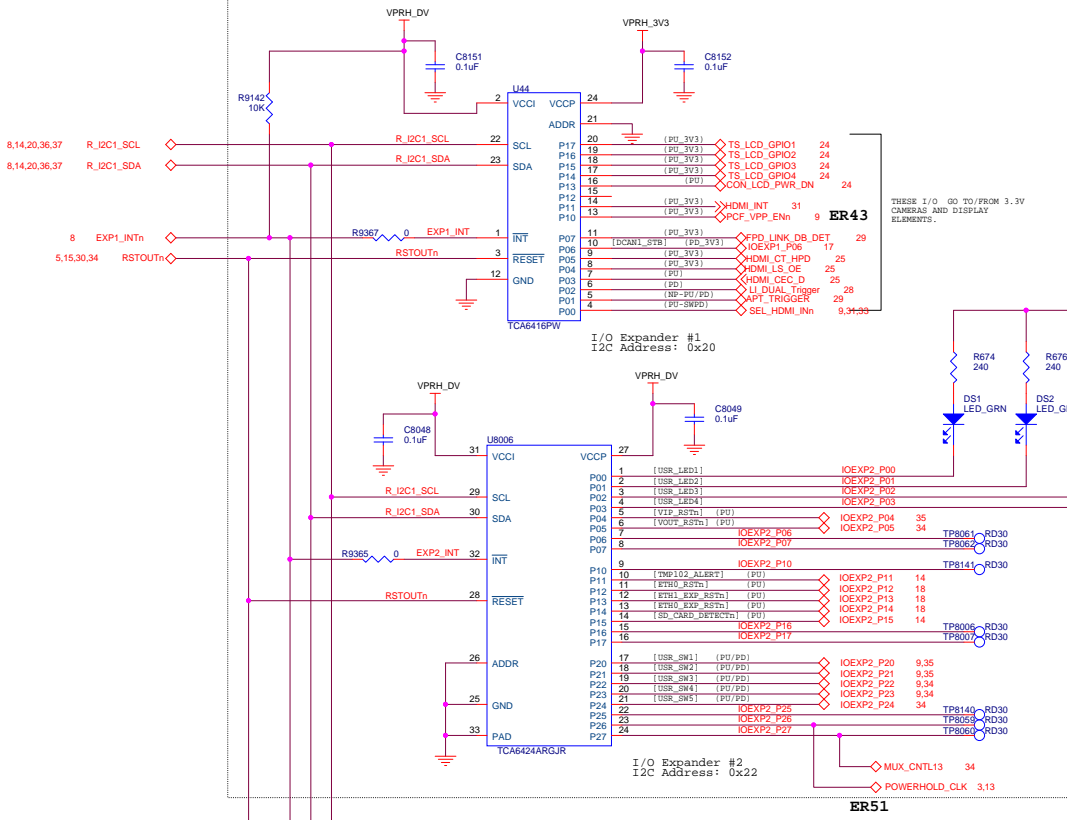 VPRH_DV
VPRH_3V3
C8151
0.1uF
C8152
0.1uF
R9142
10K
U44
2 VCCI VCCP 24
ADDR 21
8,14,20,36,37 R_I2C1_SCL R_I2C1_SCL 22 SCL
8,14,20,36,37 R_I2C1_SDA R_I2C1_SDA 23 SDA
P17 20 (PU_3V3) TS_LCD_GPIO1 24
P16 19 (PU_3V3) TS_LCD_GPIO2 24
P15 18 (PU_3V3) TS_LCD_GPIO3 24
P14 17 (PU_3V3) TS_LCD_GPIO4 24
P13 16 (PU) CON_LCD_PWR_DN 24
P12 15
P11 14 (PU_3V3) HDMI_INT 31
P10 13 (PU_3V3) PCF_VPP_ENn 9
ER43
THESE I/O GO TO/FROM 3.3V
CAMERAS AND DISPLAY
ELEMENTS.
8 EXP1_INTn R9367 0 EXP1_INT 1 INT
5,15,30,34 RSTOUTn RSTOUTn 3 RESET
12 GND
P07 11 (PU_3V3) FPD_LINK_DB_DET 29
P06 10 [DCAN1_STB] (PD_3V3) IOEXP1_P06 17
P05 9 (PU_3V3) HDMI_CT_HPD 25
P04 8 (PU_3V3) HDMI_LS_OE 25
P03 7 (PU) HDMI_CEC_D 25
P02 6 (PD) LI_DUAL_Trigger 28
P01 5 (NP-PU/PD) APT_TRIGGER 29
P00 4 (PU-SWPD) SEL_HDMI_INn 9,31,33
TCA6416PW
I/O Expander #1
I2C Address: 0x20
R674
240
R676
240
DS1
LED_GRN
DS2
VPRH_DV
VPRH_DV
C8048
0.1uF
C8049
0.1uF
U8006
31 VCCI VCCP 27
R_I2C1_SCL 29 SCL
R_I2C1_SDA 30 SDA
R9365 0 EXP2_INT 32 INT
RSTOUTn 28 RESET
26 ADDR
25 GND
33 PAD
P00 1 [USR_LED1] IOEXP2_P00
P01 2 [USR_LED2] IOEXP2_P01
P02 3 [USR_LED3] IOEXP2_P02
P03 4 [USR_LED4] IOEXP2_P03
P04 5 [VIP_RSTn] (PU) IOEXP2_P04 35
P05 6 [VOUT_RSTn] (PU) IOEXP2_P05 34
P06 7 IOEXP2_P06 TP8061 RD30
P07 8 IOEXP2_P07 TP8062 RD30
P10 9 IOEXP2_P10 TP8141 RD30
P11 10 [TMP102_ALERT] (PU) IOEXP2_P11 14
P12 11 [ETH0_RSTn] (PU) IOEXP2_P12 18
P13 12 [ETH1_EXP_RSTn] (PU) IOEXP2_P13 18
P14 13 [ETH0_EXP_RSTn] (PU) IOEXP2_P14 18
P15 14 [SD_CARD_DETECTn] (PU) IOEXP2_P15 14
P16 15 IOEXP2_P16 TP8006 RD30
P17 16 IOEXP2_P17 TP8007 RD30
P20 17 [USR_SW1] (PU/PD) IOEXP2_P20 9,35
P21 18 [USR_SW2] (PU/PD) IOEXP2_P21 9,35
P22 19 [USR_SW3] (PU/PD) IOEXP2_P22 9,34
P23 20 [USR_SW4] (PU/PD) IOEXP2_P23 9,34
P24 21 [USR_SW5] (PU/PD) IOEXP2_P24 34
P25 22 IOEXP2_P25 TP8140 RD30
P26 23 IOEXP2_P26 TP8059 RD30
P27 24 IOEXP2_P27 TP8060 RD30
TCA6424ARGJR
I/O Expander #2
I2C Address: 0x22
MUX_CNTL13 34
POWERHOLD_CLK 3,13
ER51